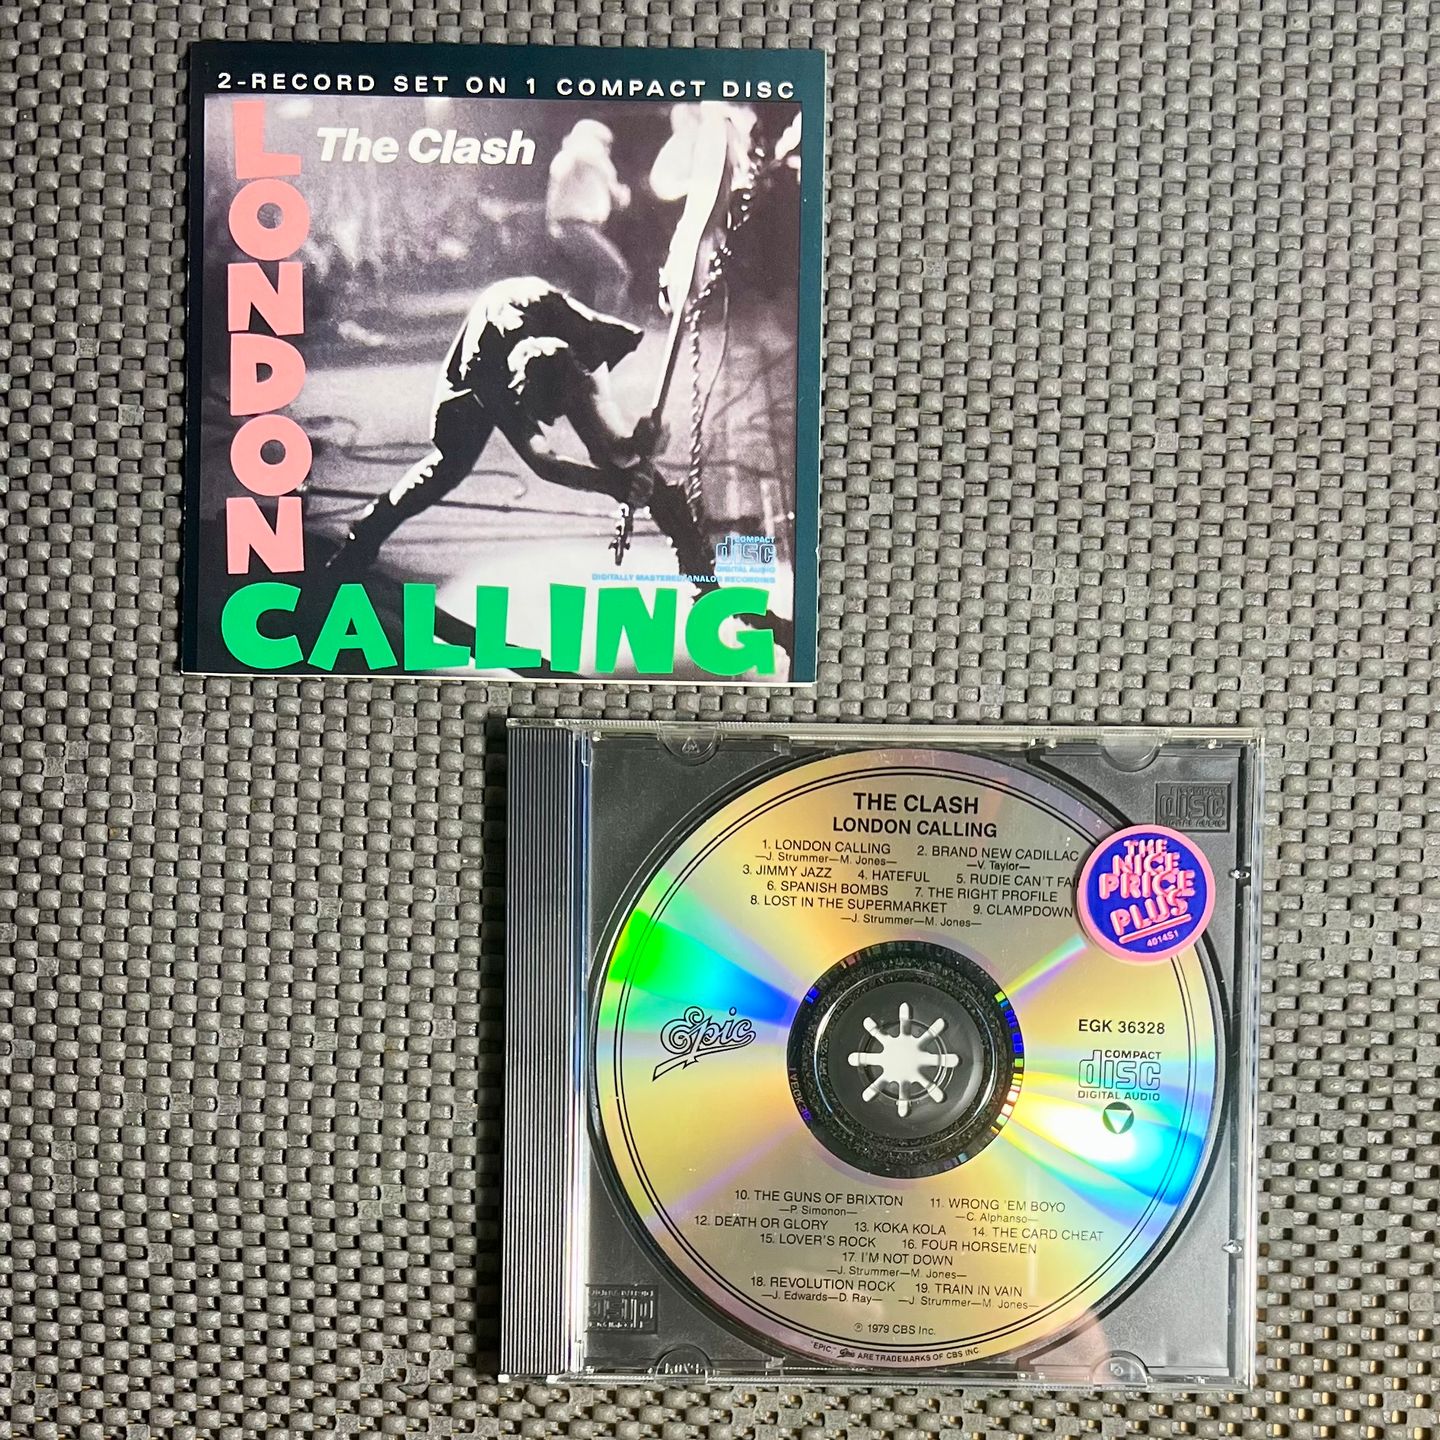 2-RECORD SET ON 1 COMPACT DISC
The Clash
LONDON
CALLING
COMPACT
disc
DIGITAL AUDIO
DIGITALLY MASTERED ANALOG RECORDING
COMPACT
disc
DIGITAL AUDIO
THE CLASH
LONDON CALLING
1. LONDON CALLING 2. BRAND NEW CADILLAC
—J. Strummer—M. Jones— —V. Taylor—
3. JIMMY JAZZ 4. HATEFUL 5. RUDIE CAN'T
6. SPANISH BOMBS 7. THE RIGHT PROFILE
8. LOST IN THE SUPERMARKET 9. CLAMPDOWN
—J. Strummer—M. Jones—
THE
NICE
PRICE
PLUS
4014S1
Epic
EGK 36328
COMPACT
disc
DIGITAL AUDIO
10. THE GUNS OF BRIXTON 11. WRONG 'EM BOYO
—P. Simonon— —C. Alphanso—
12. DEATH OR GLORY 13. KOKA KOLA 14. THE CARD CHEAT
15. LOVER'S ROCK 16. FOUR HORSEMEN
17. I'M NOT DOWN
—J. Strummer—M. Jones—
18. REVOLUTION ROCK 19. TRAIN IN VAIN
—J. Edwards—D. Ray— —J. Strummer—M. Jones—
℗ 1979 CBS Inc.
"EPIC," Epic ARE TRADEMARKS OF CBS INC.